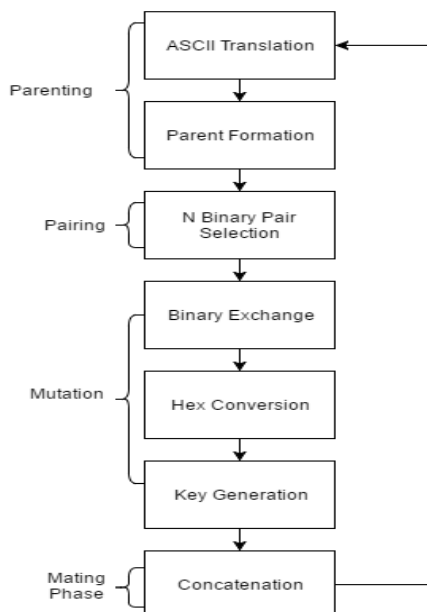 ASCII Translation
Parenting
Parent Formation
N Binary Pair
Selection
Pairing
Binary Exchange
Mutation
Hex Conversion
Key Generation
Mating
Phase
Concatenation